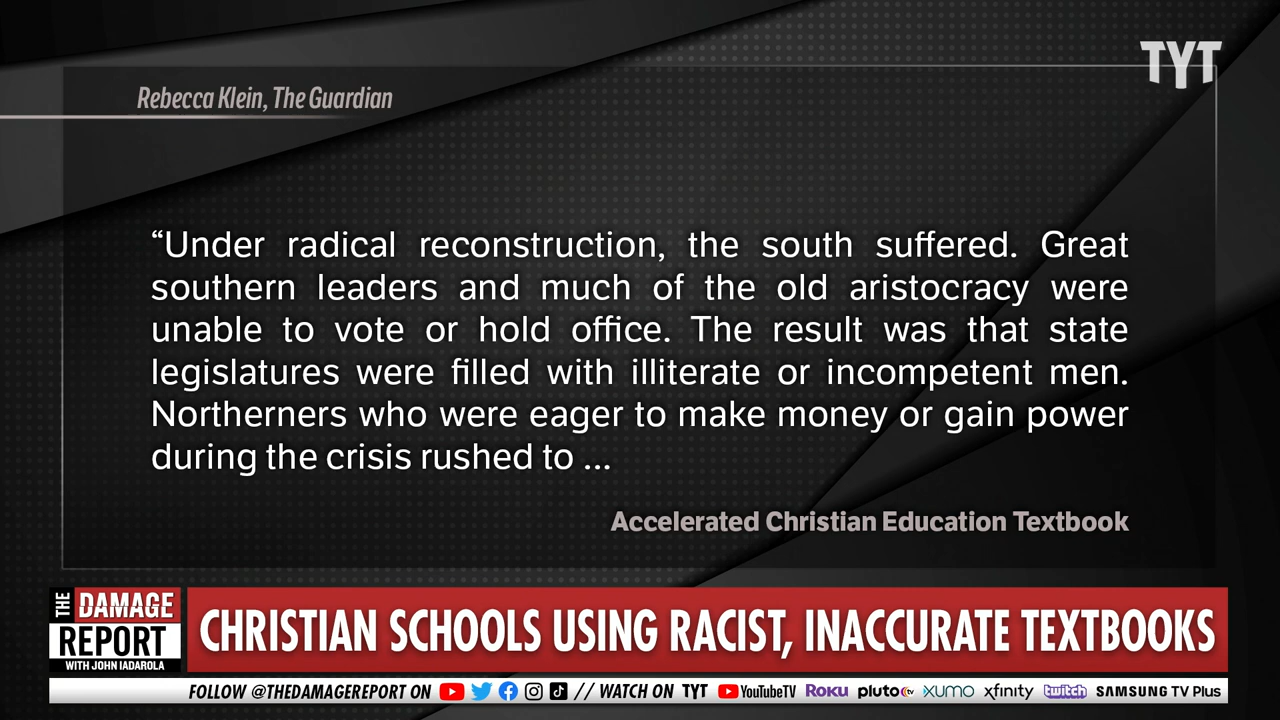 TYT
Rebecca Klein, The Guardian
“Under radical reconstruction, the south suffered. Great
southern leaders and much of the old aristocracy were
unable to vote or hold office. The result was that state
legislatures were filled with illiterate or incompetent men.
Northerners who were eager to make money or gain power
during the crisis rushed to ...
Accelerated Christian Education Textbook
THE DAMAGE
REPORT
WITH JOHN IADAROLA
CHRISTIAN SCHOOLS USING RACIST, INACCURATE TEXTBOOKS
FOLLOW @THEDAMAGEREPORT ON // WATCH ON TYT YouTubeTV Roku pluto tv xumo xfinity twitch SAMSUNG TV Plus